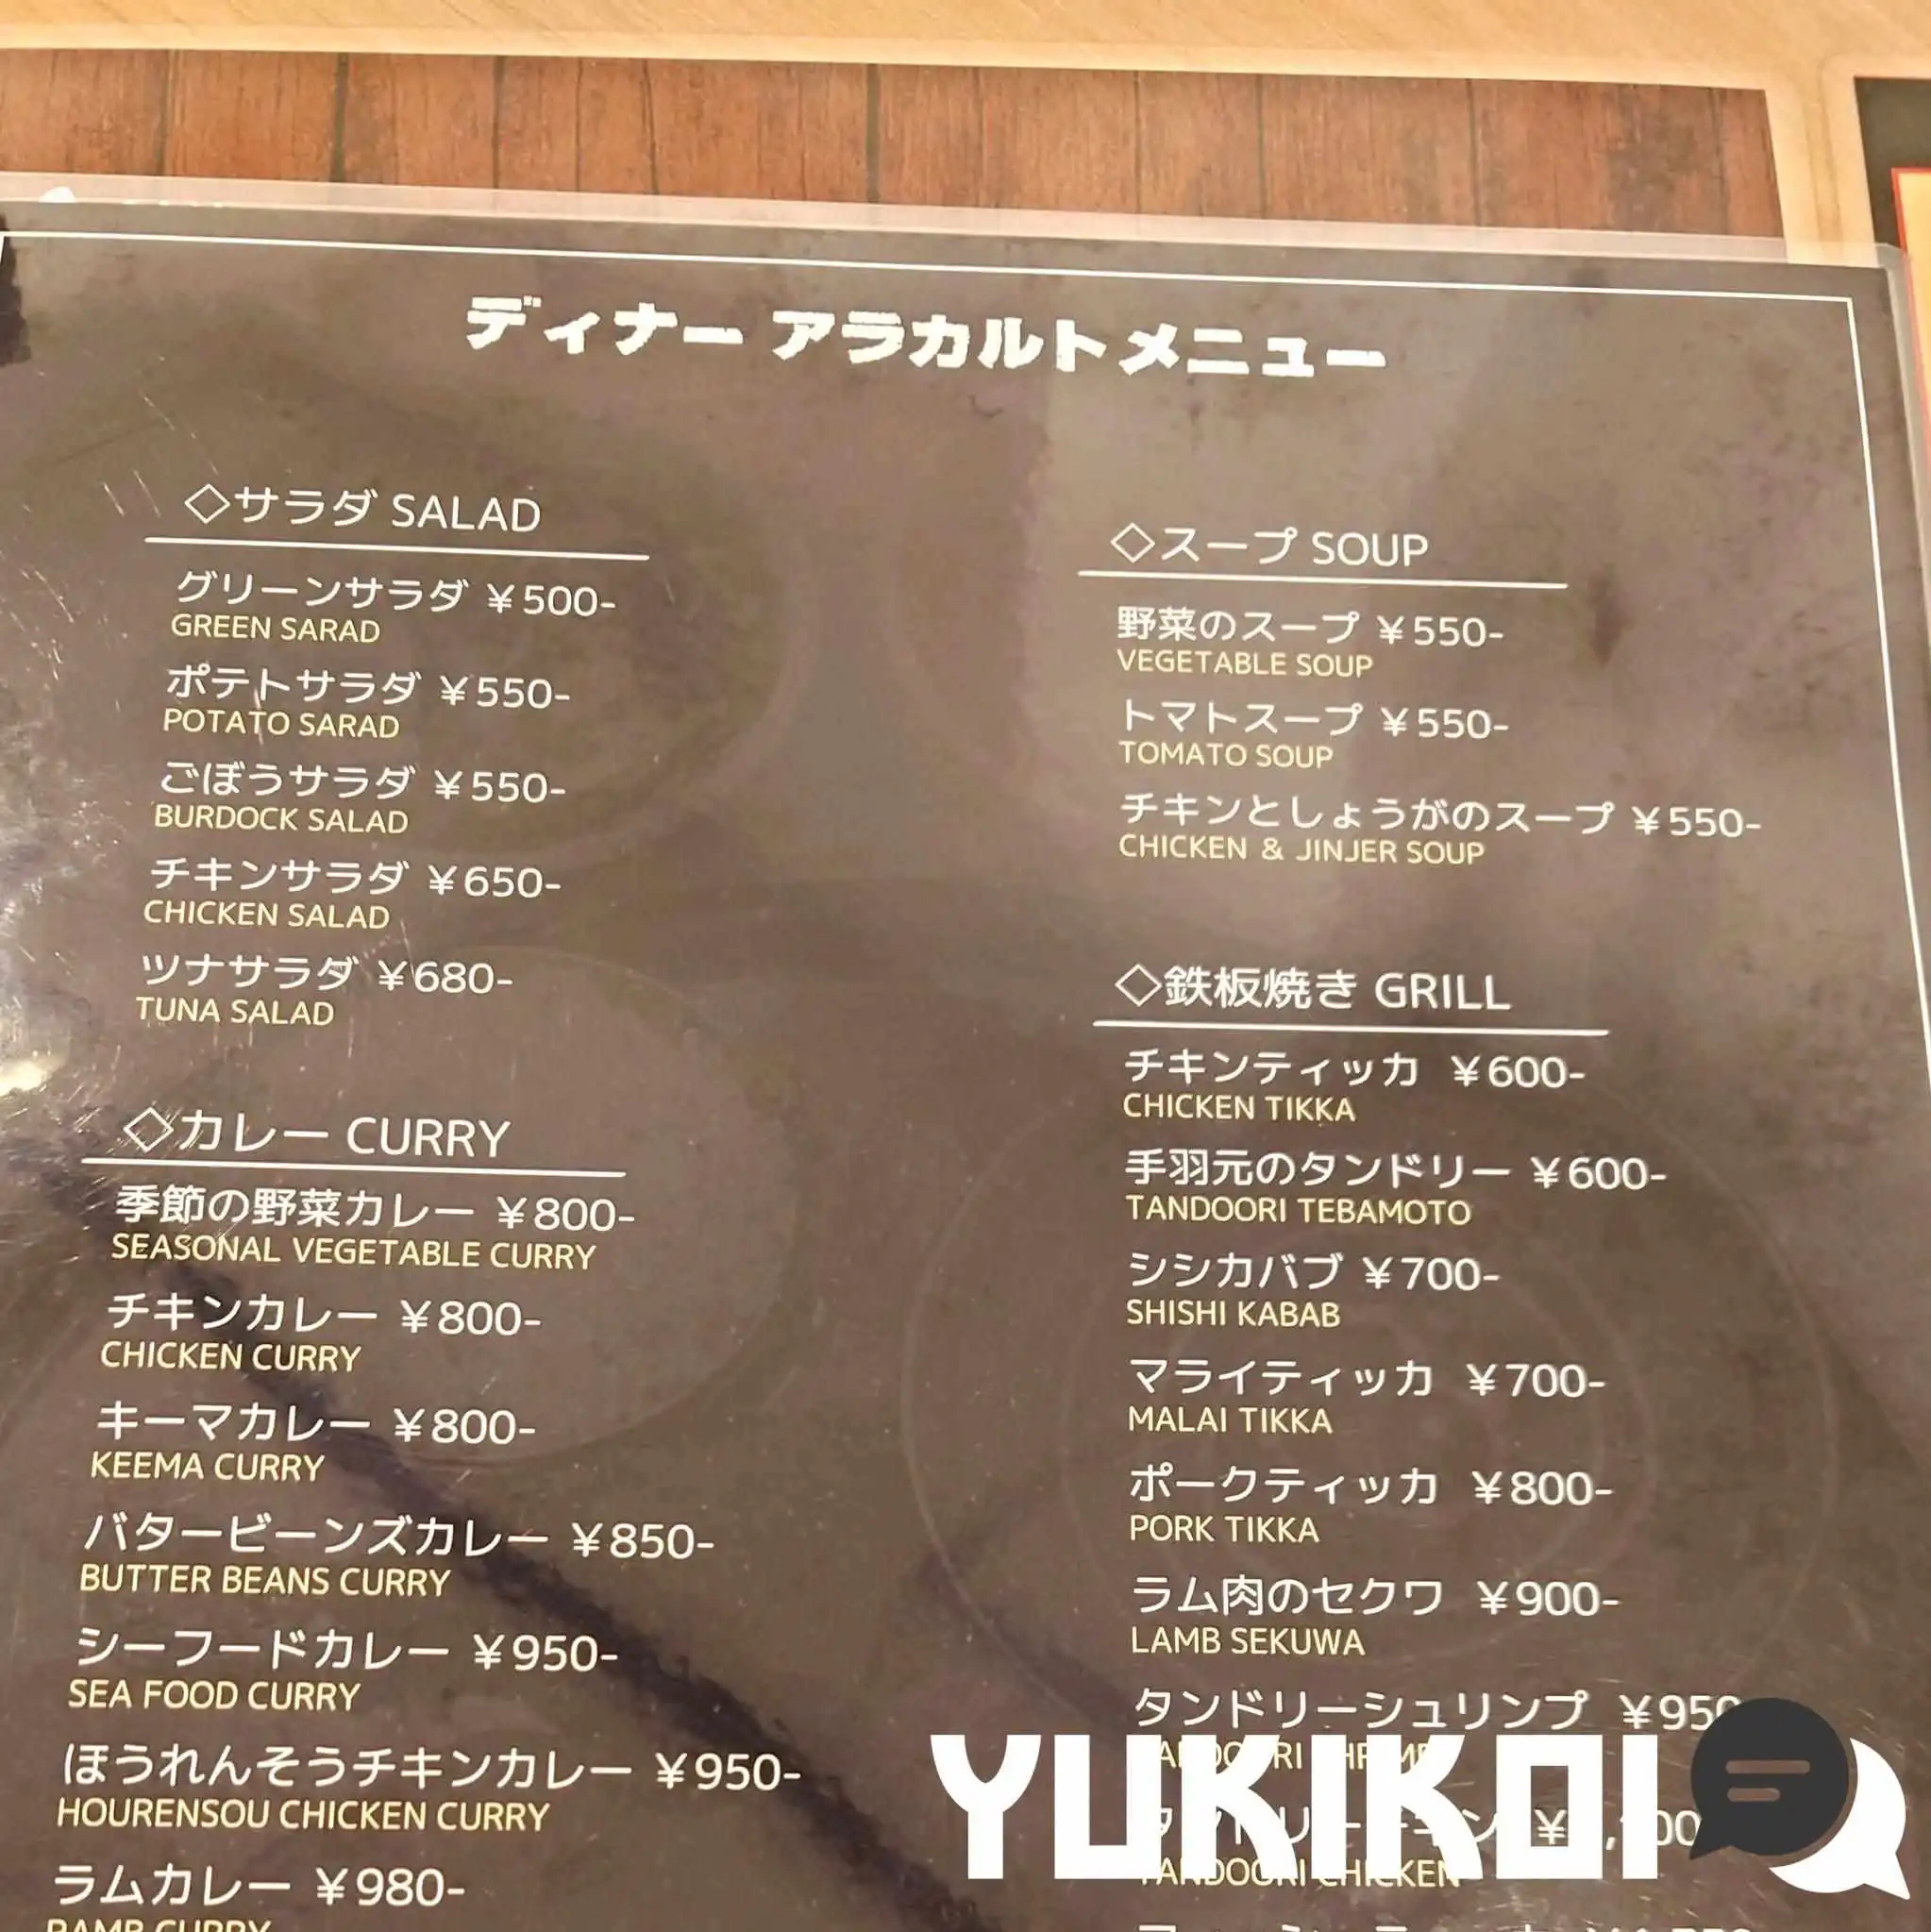 ディナー アラカルトメニュー
◇サラダ SALAD
グリーンサラダ ¥500-
GREEN SARAD
ポテトサラダ ¥550-
POTATO SARAD
ごぼうサラダ ¥550-
BURDOCK SALAD
チキンサラダ ¥650-
CHICKEN SALAD
ツナサラダ ¥680-
TUNA SALAD
◇カレー CURRY
季節の野菜カレー ¥800-
SEASONAL VEGETABLE CURRY
チキンカレー ¥800-
CHICKEN CURRY
キーマカレー ¥800-
KEEMA CURRY
バタービーンズカレー ¥850-
BUTTER BEANS CURRY
シーフードカレー ¥950-
SEA FOOD CURRY
ほうれんそうチキンカレー ¥950-
HOURENSOU CHICKEN CURRY
ラムカレー ¥980-
◇スープ SOUP
野菜のスープ ¥550-
VEGETABLE SOUP
トマトスープ ¥550-
TOMATO SOUP
チキンとしょうがのスープ ¥550-
CHICKEN & JINJER SOUP
◇鉄板焼き GRILL
チキンティッカ ¥600-
CHICKEN TIKKA
手羽元のタンドリー ¥600-
TANDOORI TEBAMOTO
シシカバブ ¥700-
SHISHI KABAB
マライティッカ ¥700-
MALAI TIKKA
ポークティッカ ¥800-
PORK TIKKA
ラム肉のセクワ ¥900-
LAMB SEKUWA
タンドリーシュリンプ ¥950
TANDOORI CHICKEN
YUKIKOI